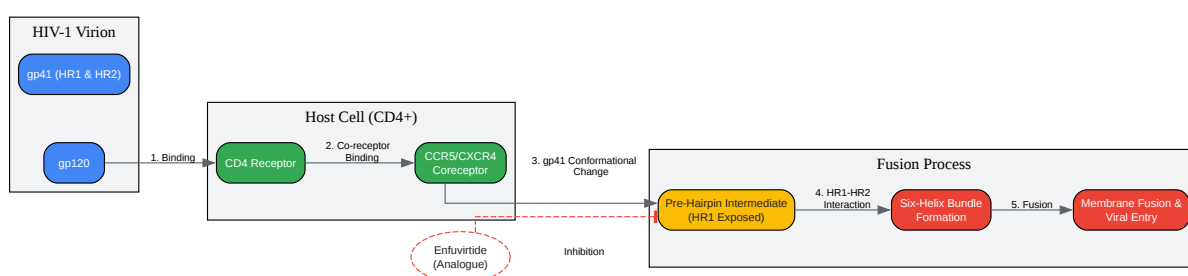 HIV-1 Virion
gp41 (HR1 & HR2)
gp120
1. Binding
Host Cell (CD4+)
CD4 Receptor
2. Co-receptor
Binding
CCR5/CXCR4
Coreceptor
3. gp41 Conformational
Change
Fusion Process
Pre-Hairpin Intermediate
(HR1 Exposed)
4. HR1-HR2
Interaction
Six-Helix Bundle
Formation
5. Fusion
Membrane Fusion &
Viral Entry
Enfuvirtide
(Analogue)
Inhibition